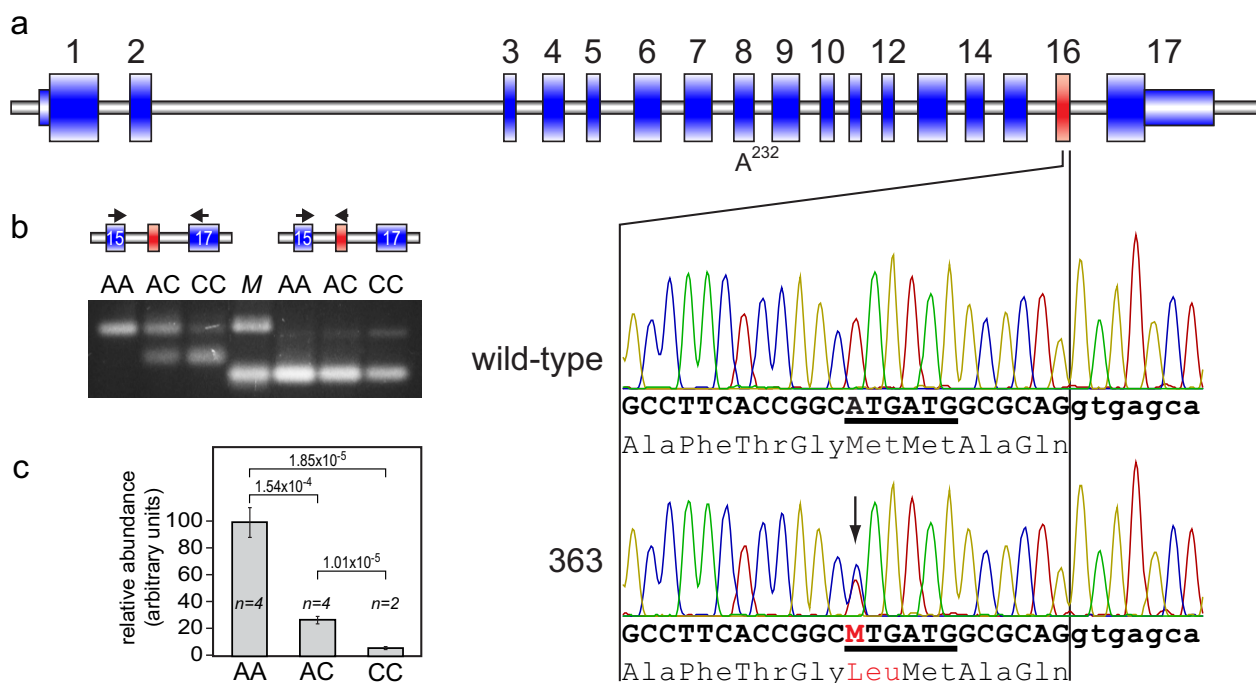 a
1 2 3 4 5 6 7 8 9 10 12 14 16 17
A232
b
15 17 15 17
AA AC CC M AA AC CC
wild-type
GCCTTCACCGGCATGATGGCGCAGgtgagca
AlaPheThrGlyMetMetAlaGln
c
relative abundance
(arbitrary units)
100
80
60
40
20
0
1.85x10-5
1.54x10-4
1.01x10-5
n=4 n=4 n=2
AA AC CC
363
GCCTTCACCGGCMTGATGGCGCAGgtgagca
AlaPheThrGlyLeuMetAlaGln